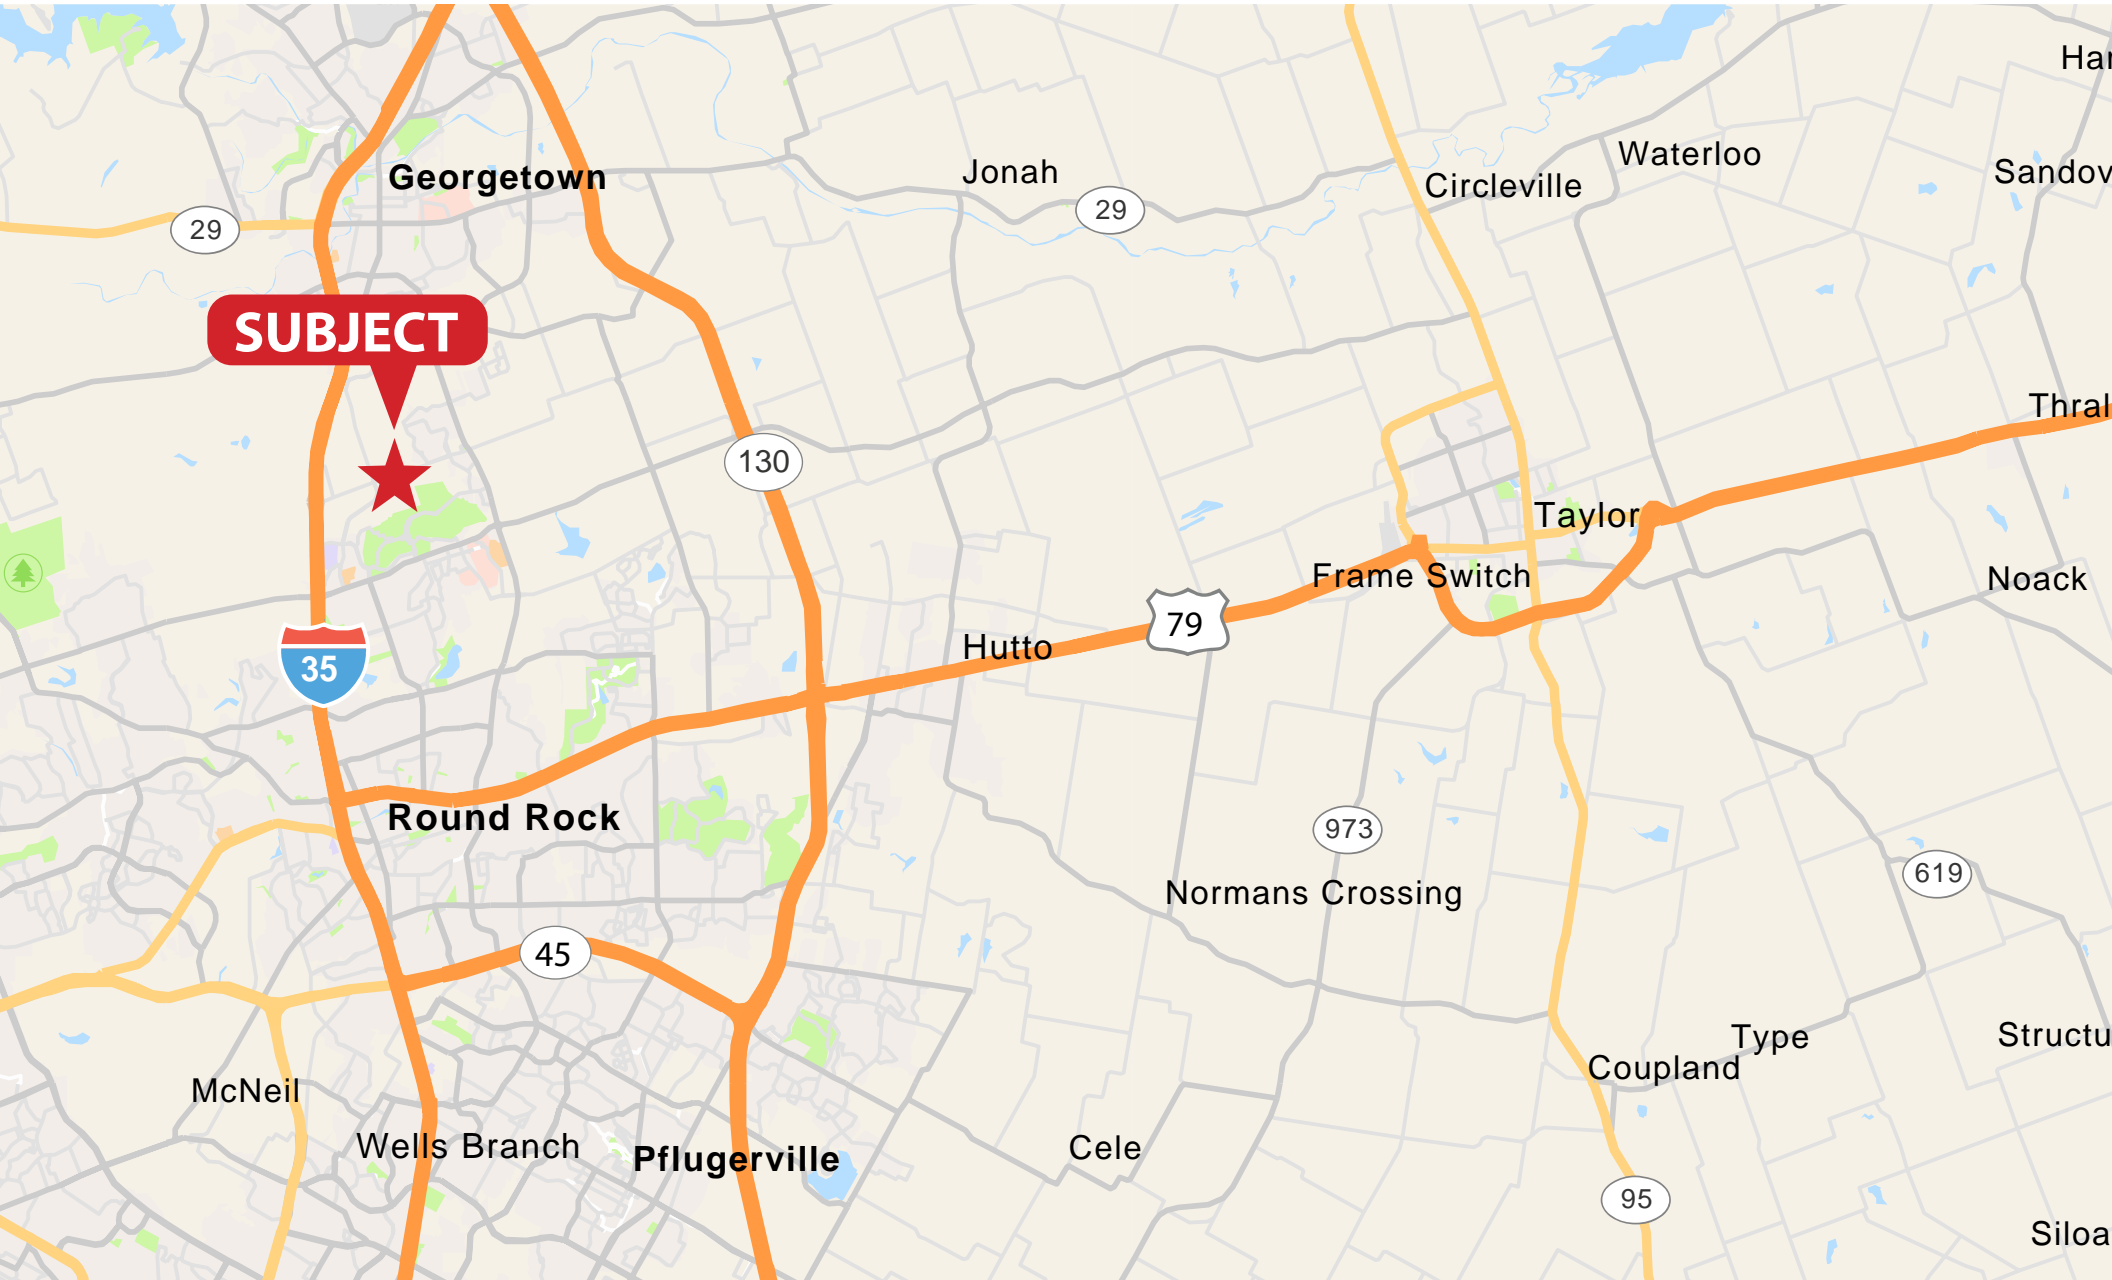 Har
Waterloo
Jonah
Sandov
Georgetown
Circleville
29
29
SUBJECT
Thral
130
Taylor
Frame Switch
Noack
79
Hutto
35
Round Rock
973
619
Normans Crossing
45
Type
Structu
Coupland
McNeil
Wells Branch
Cele
Pflugerville
95
Siloa